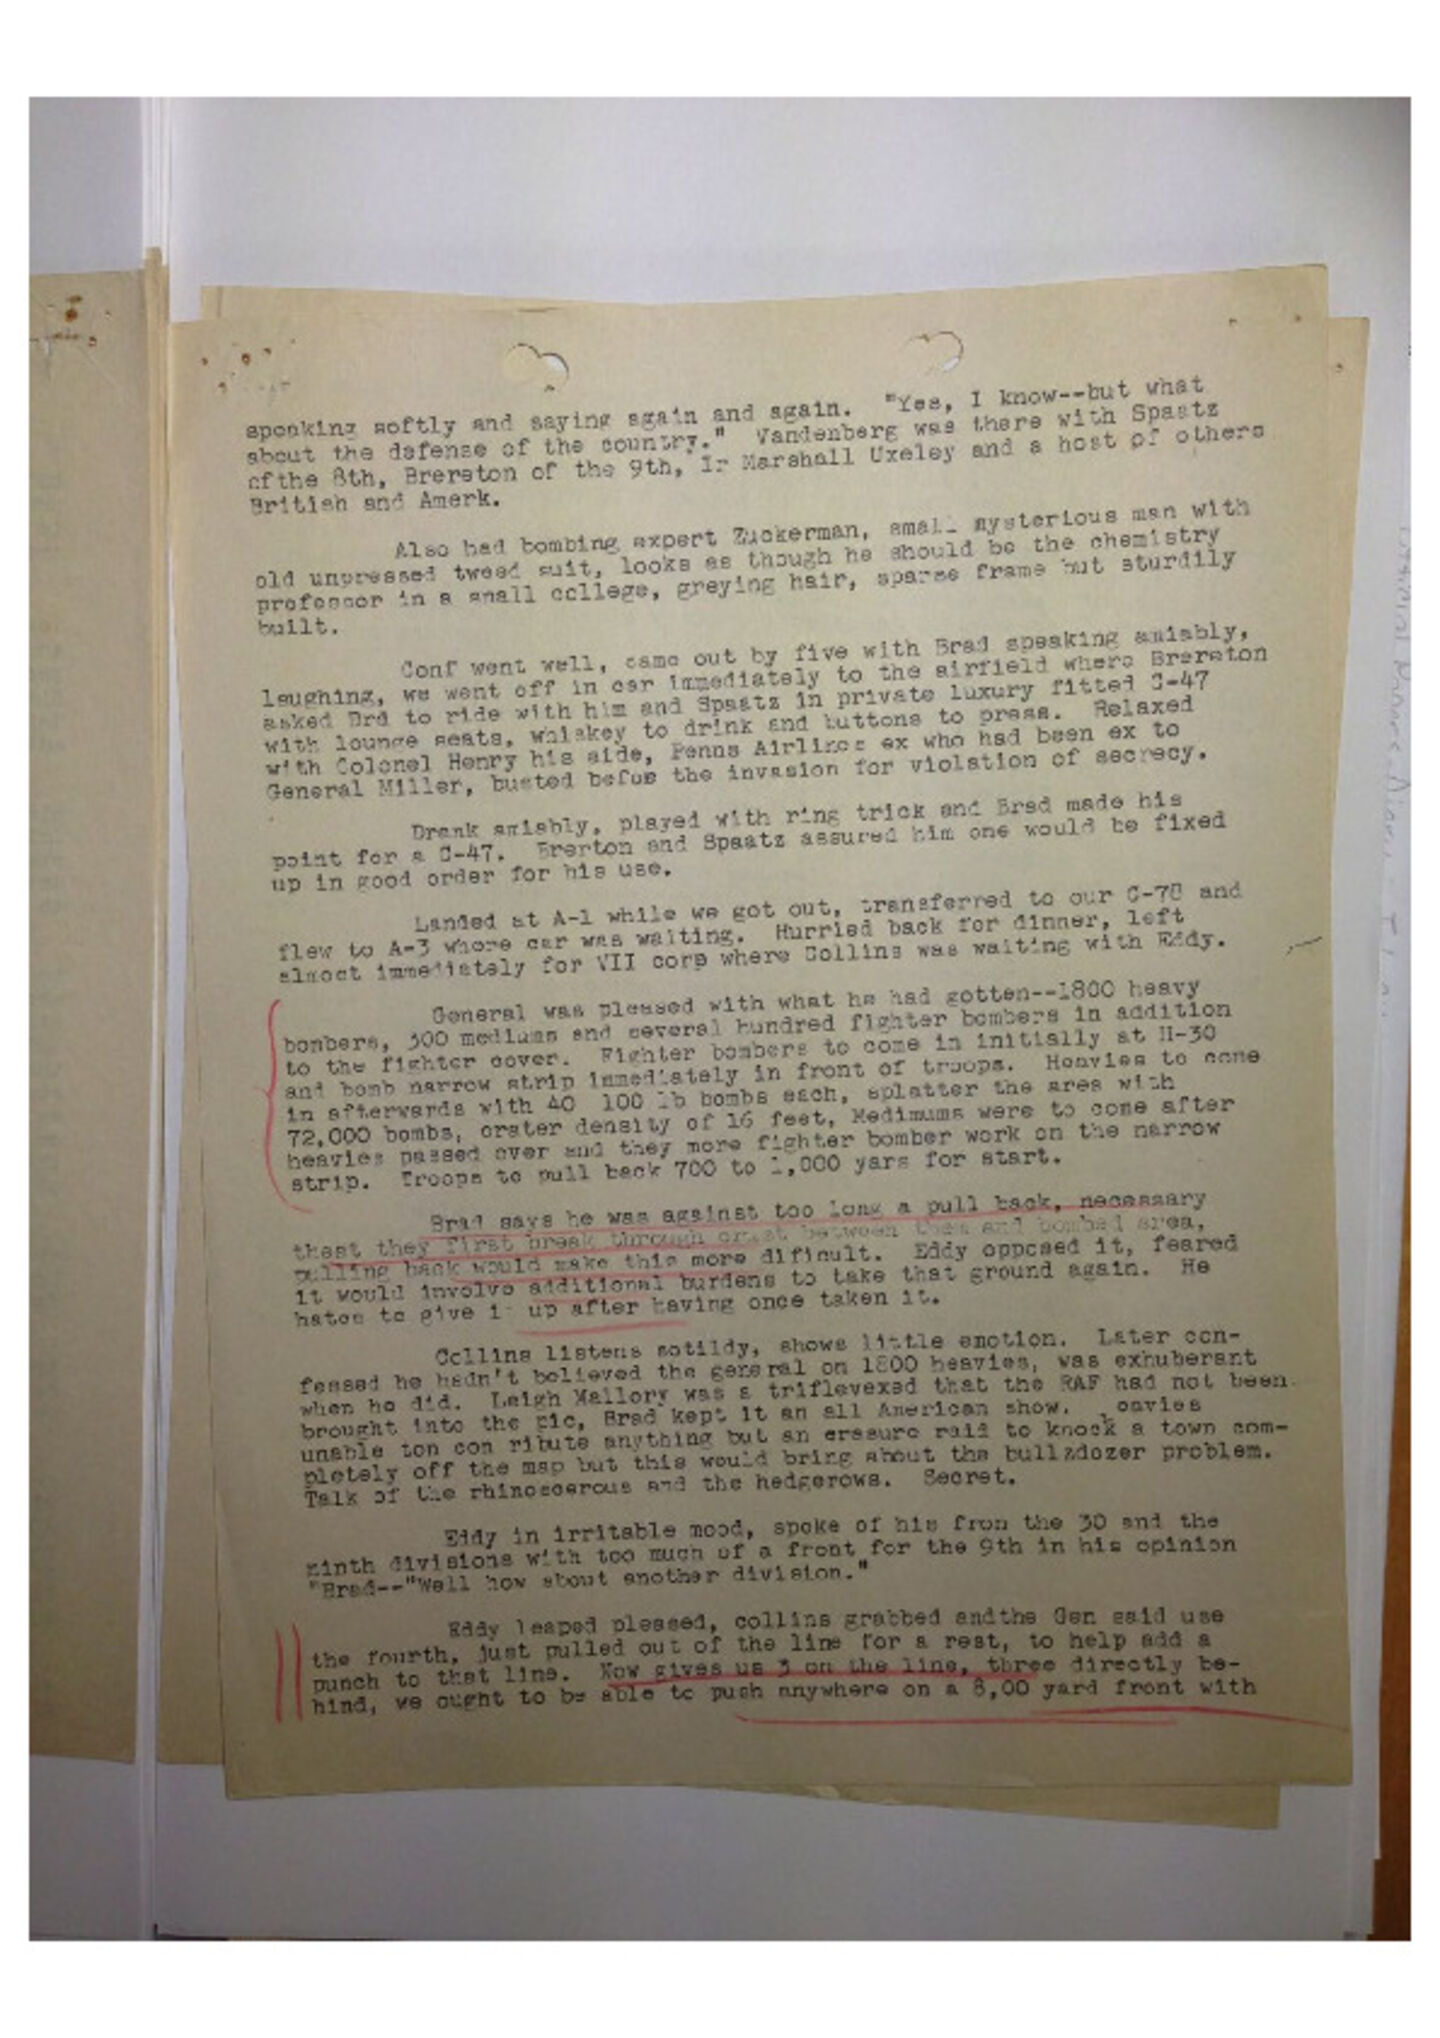 speaking softly and saying again and again.  "Yes, I know--but what
about the defense of the country."  Vandenberg was there with Spaatz
ofthe 8th, Brereton of the 9th, Ir Marshall Uxeley and a host of others
British and Amerk.
Also had bombing expert Zuckerman, small mysterious man with
old unpressed tweed suit, looks as though he should be the chemistry
professor in a small college, greying hair, sparse frame but sturdily
built.
Conf went well, came out by five with Brad speaking amiably,
laughing, we went off in car immediately to the airfield where Brereton
asked Brd to ride with him and Spaatz in private luxury fitted C-47
with lounge seats, whiskey to drink and buttons to press.  Relaxed
with Colonel Henry his aide, Penns Airlines ex who had been ex to
General Miller, busted befoe the invasion for violation of secrecy.
Drank amiably, played with ring trick and Brad made his
point for a C-47.  Brerton and Spaatz assured him one would be fixed
up in good order for his use.
Landed at A-1 while we got out, transferred to our C-78 and
flew to A-3 where car was waiting.  Hurried back for dinner, left
almost immediately for VII corp where Collins was waiting with Eddy.
General was pleased with what he had gotten--1800 heavy
bombers, 300 mediums and several hundred fighter bombers in addition
to the fighter cover.  Fighter bombers to come in initially at H-30
and bomb narrow strip immediately in front of troops.  Heavies to come
in afterwards with 40  100 lb bombs each, splatter the area with
72,000 bombs, crater density of 16 feet, Medimums were to come after
heavies passed over and they more fighter bomber work on the narrow
strip.  Troops to pull back 700 to 1,000 yars for start.
Brad says he was against too long a pull back, necessary
thast they first break through crust between them and bombed area,
pulling back would make this more dificult.  Eddy opposed it, feared
it would involve additional burdens to take that ground again.  He
hates to give it up after having once taken it.
Collins listens sotildy, shows little emotion.  Later con-
fessed he hadn't believed the general on 1800 heavies, was exhuberant
when he did.  Leigh Mallory was a triflevexed that the RAF had not been
brought into the pic, Brad kept it an all American show.  eavies
unable ton con ribute anything but an erasure raid to knock a town com-
pletely off the map but this would bring about the bullzdozer problem.
Talk of the rhinoscerous and the hedgerows.  Secret.
Eddy in irritable mood, spoke of his fron the 30 and the
ninth divisions with too much of a front for the 9th in his opinion
"Brad--"Well how about another division."
Eddy leaped pleased, collins grabbed andthe Gen said use
the fourth, just pulled out of the line for a rest, to help add a
punch to that line.  Now gives us 3 on the line, three directly be-
hind, we ought to be able to push anywhere on a 8,00 yard front with